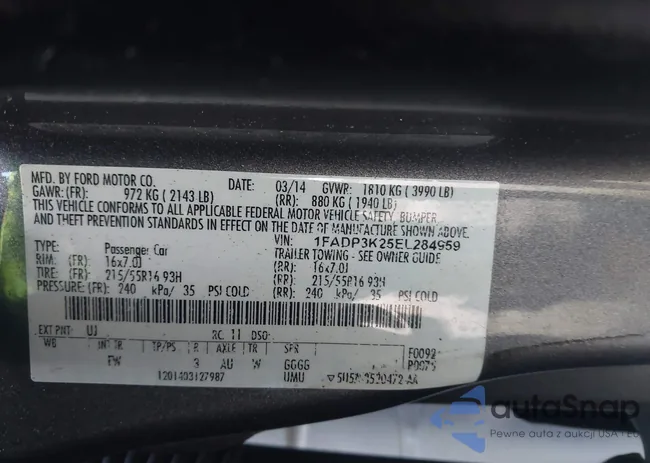 MFD. BY FORD MOTOR CO. DATE: 03/14 GVWR: 1810 KG ( 3990 LB)
GAWR: (FR): 972 KG ( 2143 LB) (RR): 880 KG ( 1940 LB)
THIS VEHICLE CONFORMS TO ALL APPLICABLE FEDERAL MOTOR VEHICLE SAFETY, BUMPER,
AND THEFT PREVENTION STANDARDS IN EFFECT ON THE DATE OF MANUFACTURE SHOWN ABOVE.
VIN: 1FADP3K25EL284959
TYPE: Passenger Car TRAILER TOWING - SEE OWNER GUIDE
RIM: (FR): 16x7.0J (RR): 16x7.0J
TIRE: (FR): 215/55R16 93H (RR): 215/55R16 93H
PRESSURE: (FR): 240 kPa/ 35 PSI COLD (RR): 240 kPa/ 35 PSI COLD
EXT PNT: UJ RC: 11 DSO: F0092
WB INT TR TP/PS R AXLE TR SPR
FW 3 AU W GGGG
1201403127987 UMU
autoSnap
Pewne auta z aukcji USA i EU